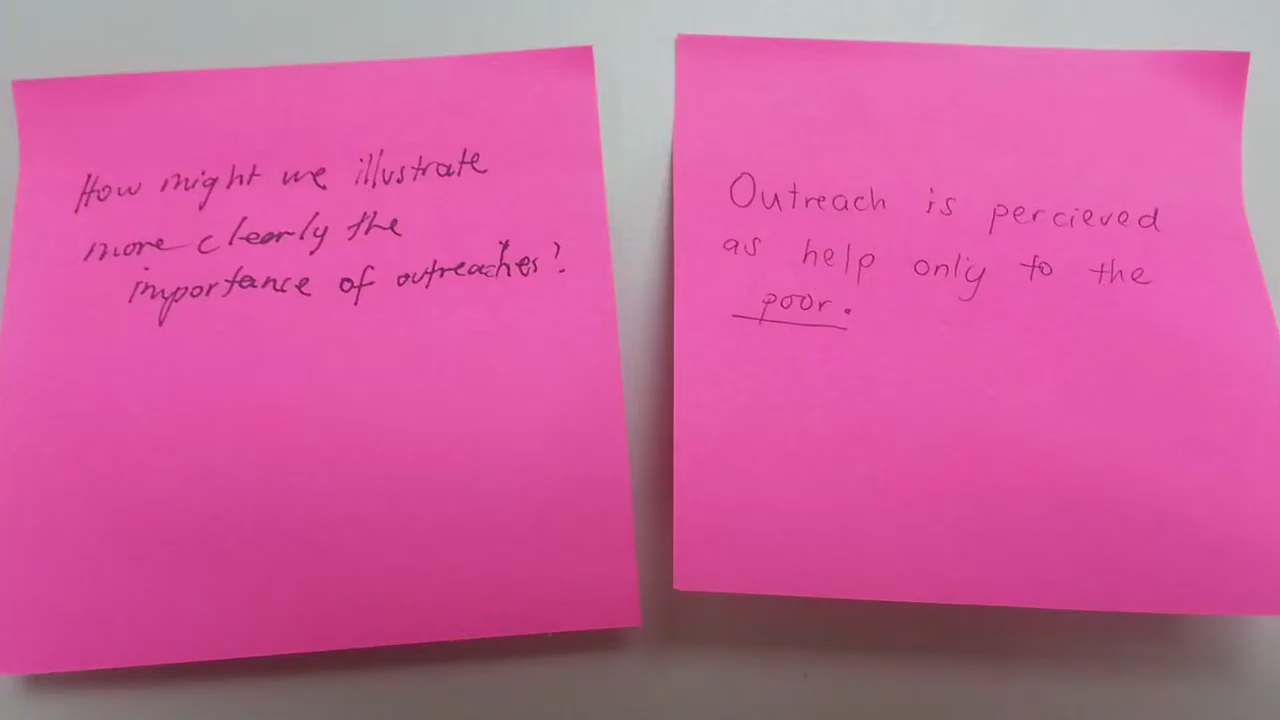 How might we illustrate
more clearly the
importance of outreaches?
Outreach is percieved
as help only to the
poor.